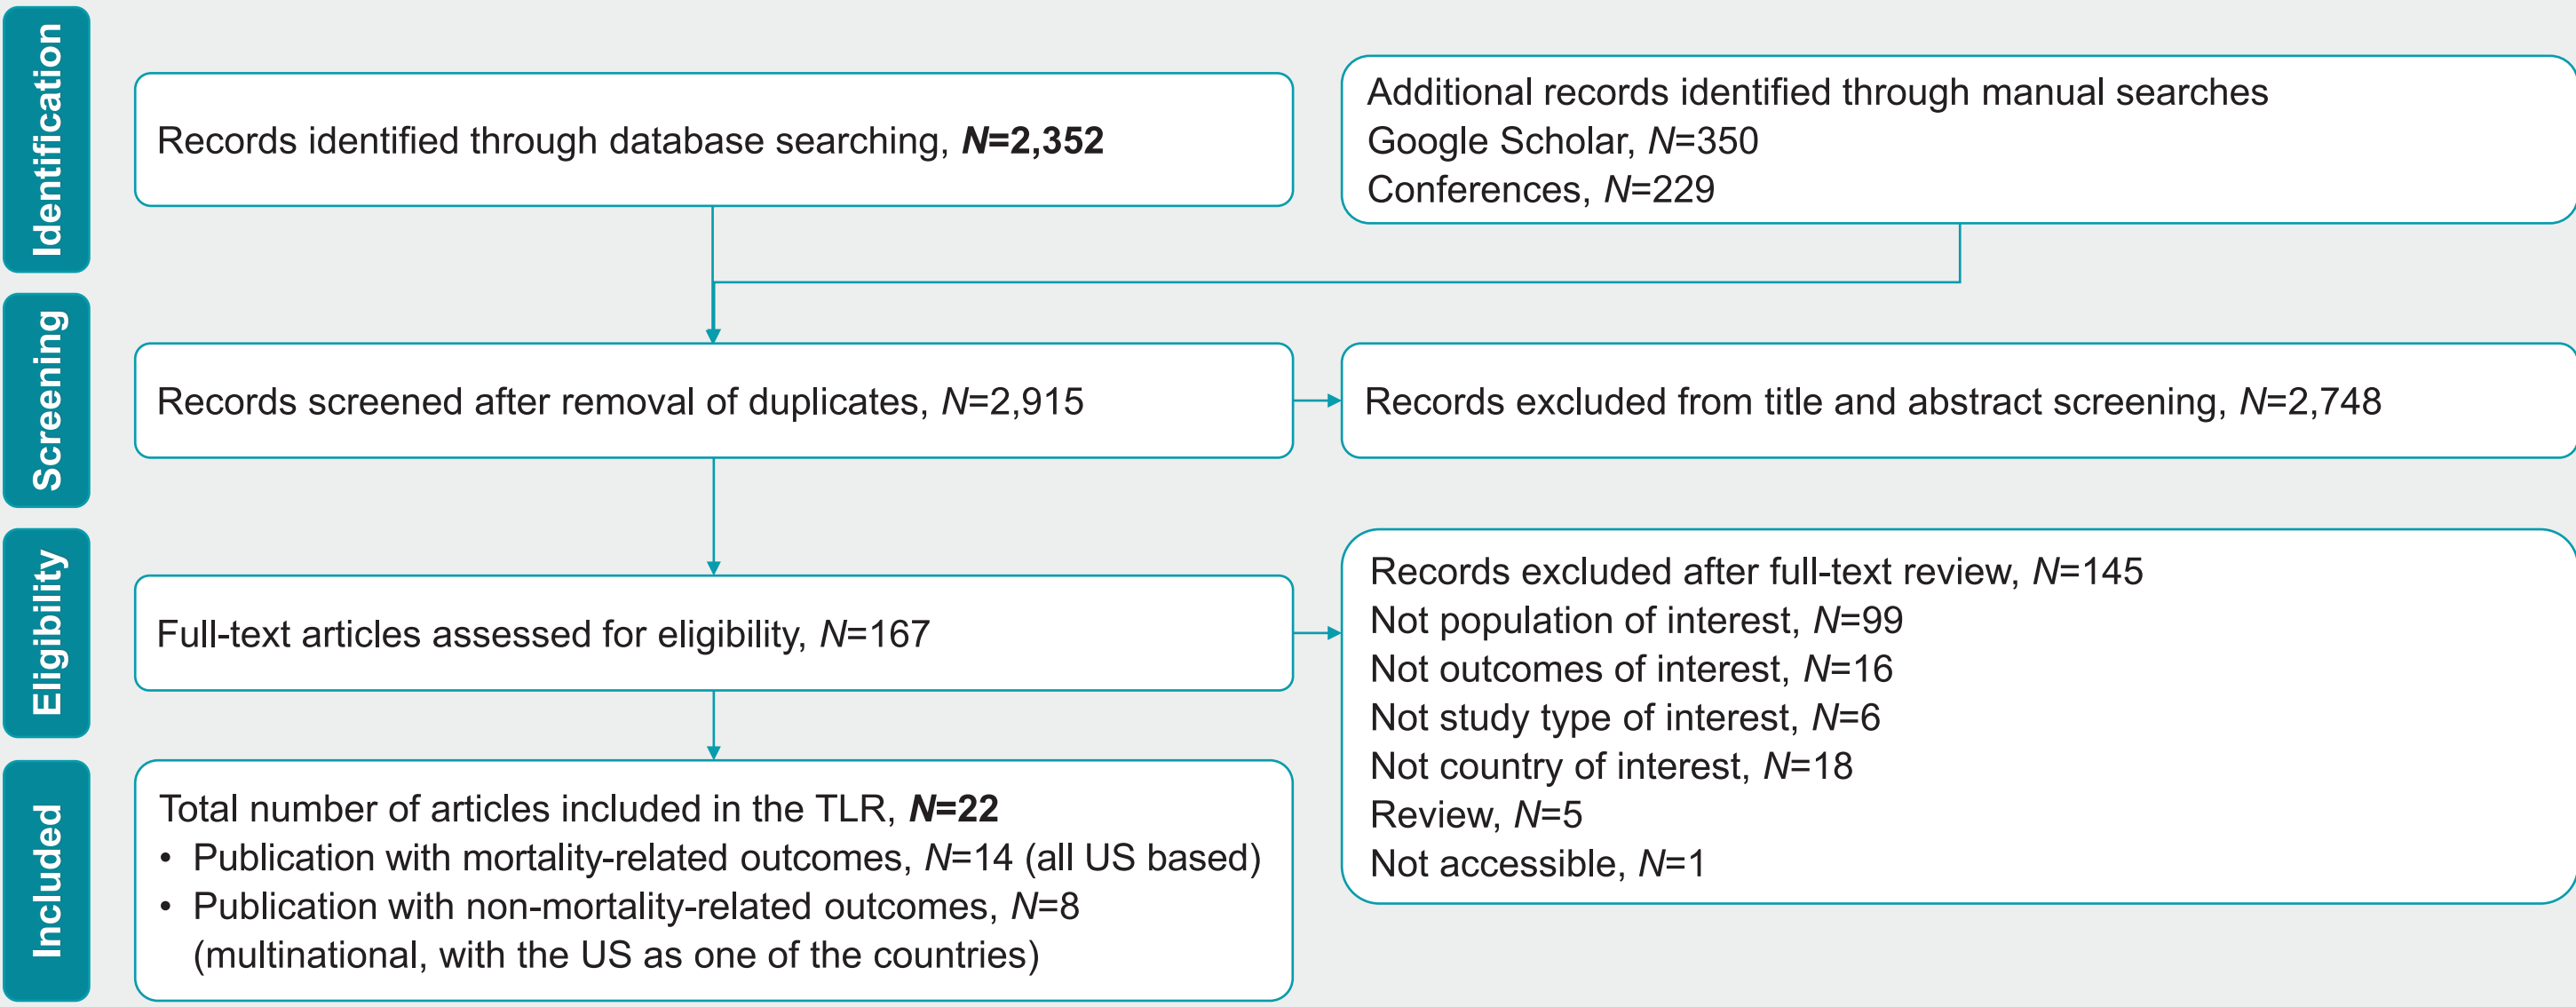 Identification
Records identified through database searching, N=2,352
Additional records identified through manual searches
Google Scholar, N=350
Conferences, N=229
Screening
Records screened after removal of duplicates, N=2,915
Records excluded from title and abstract screening, N=2,748
Eligibility
Full-text articles assessed for eligibility, N=167
Records excluded after full-text review, N=145
Not population of interest, N=99
Not outcomes of interest, N=16
Not study type of interest, N=6
Not country of interest, N=18
Review, N=5
Not accessible, N=1
Included
Total number of articles included in the TLR, N=22
• Publication with mortality-related outcomes, N=14 (all US based)
• Publication with non-mortality-related outcomes, N=8
(multinational, with the US as one of the countries)